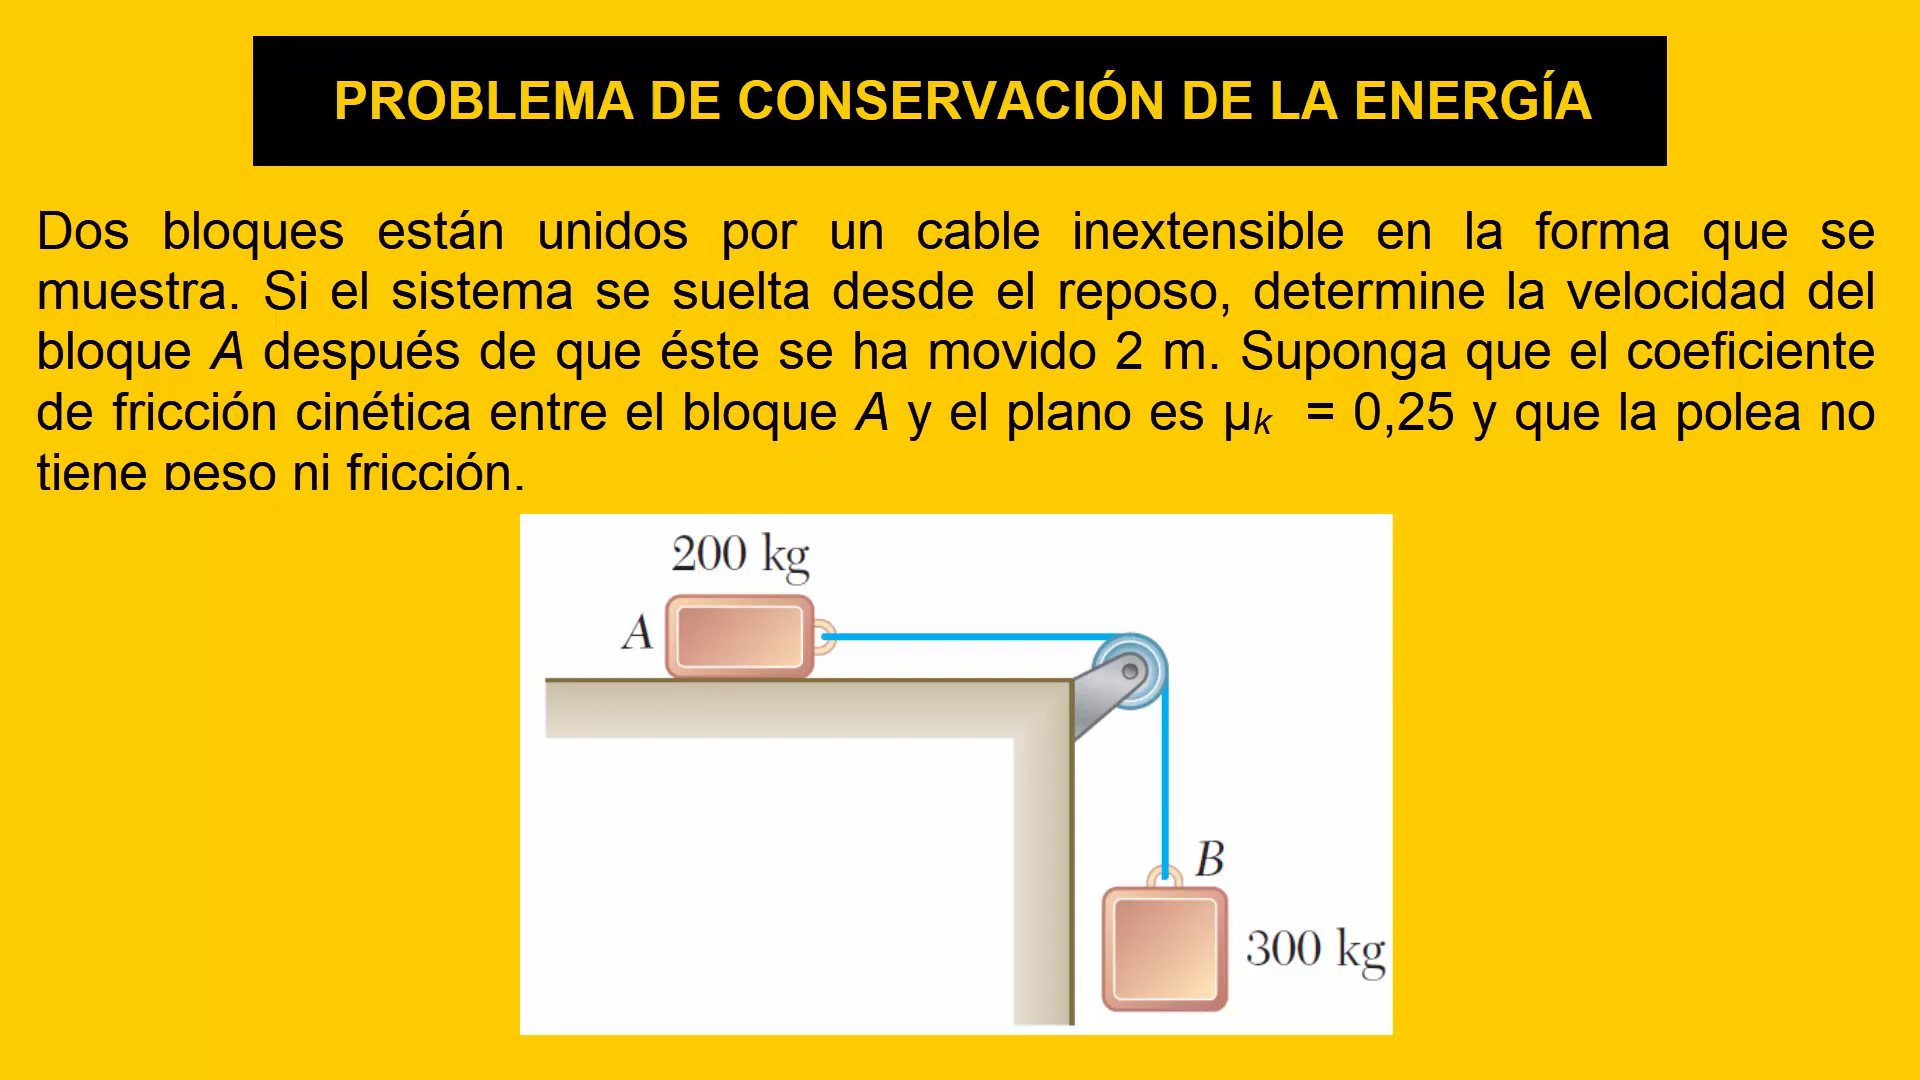 PROBLEMA DE CONSERVACIÓN DE LA ENERGÍA
Dos bloques están unidos por un cable inextensible en la forma que se
muestra. Si el sistema se suelta desde el reposo, determine la velocidad del
bloque A después de que éste se ha movido 2 m. Suponga que el coeficiente
de fricción cinética entre el bloque A y el plano es μk = 0,25 y que la polea no
tiene peso ni fricción.
200 kg
A
B
300 kg